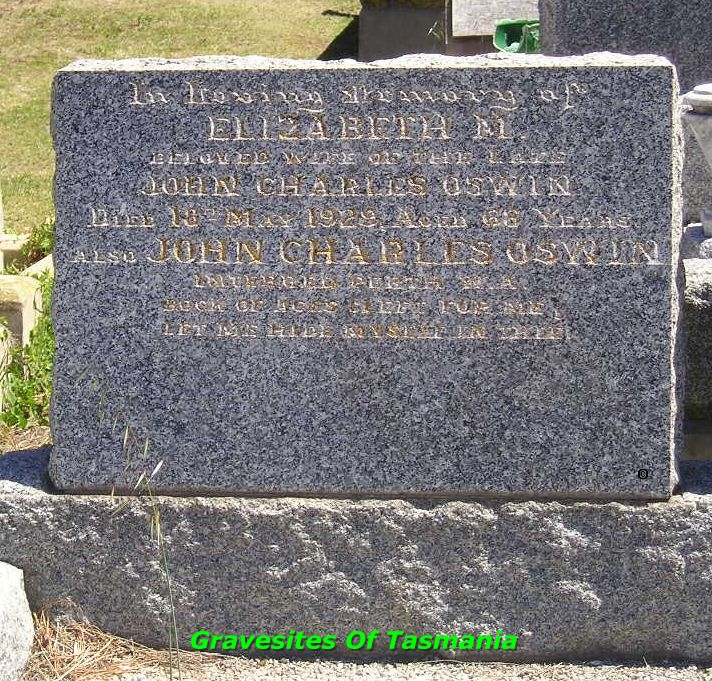 In Loving Memory of
ELIZABETH M.
BELOVED WIFE OF THE LATE
JOHN CHARLES OSWIN
DIED 18TH MAY 1929, AGED 68 YEARS
ALSO JOHN CHARLES OSWIN
INTERRED PERTH W.A.
ROCK OF AGES CLEFT FOR ME,
LET ME HIDE MYSELF IN THEE
Gravesites Of Tasmania